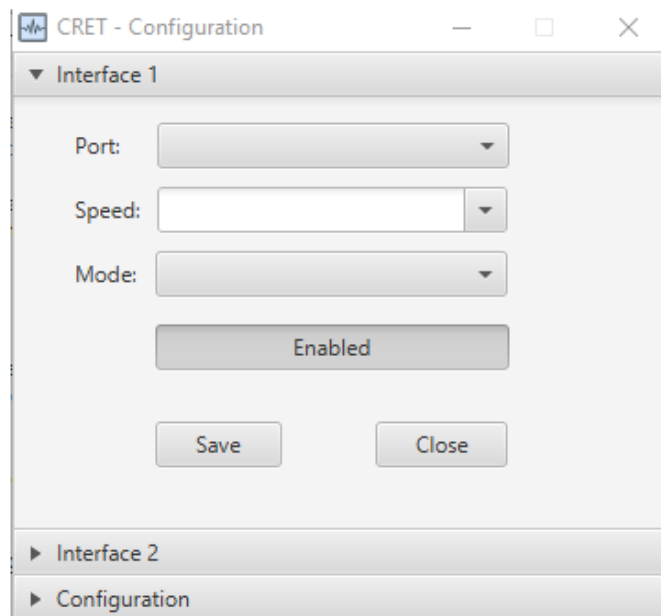 CRET - Configuration
Interface 1
Port:
Speed:
Mode:
Enabled
Save Close
Interface 2
Configuration